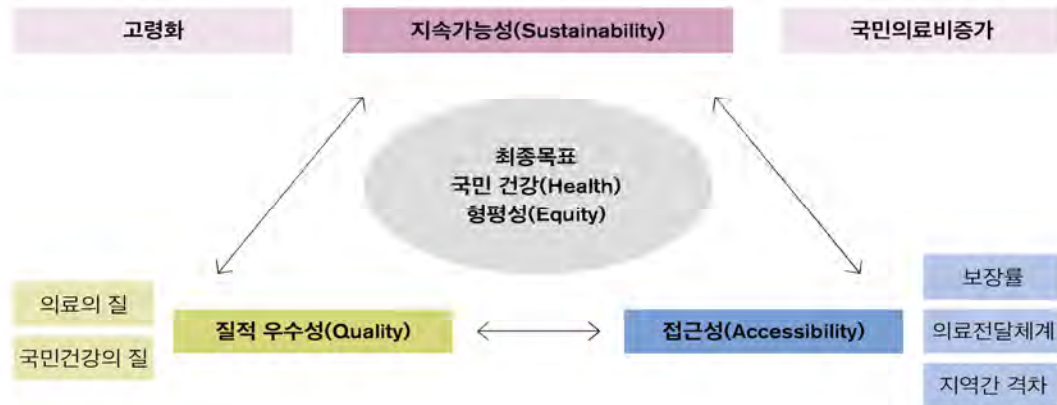 고령화
지속가능성(Sustainability)
국민의료비증가
최종목표
국민 건강(Health)
형평성(Equity)
의료의 질
국민건강의 질
질적 우수성(Quality)
접근성(Accessibility)
보장률
의료전달체계
지역간 격차